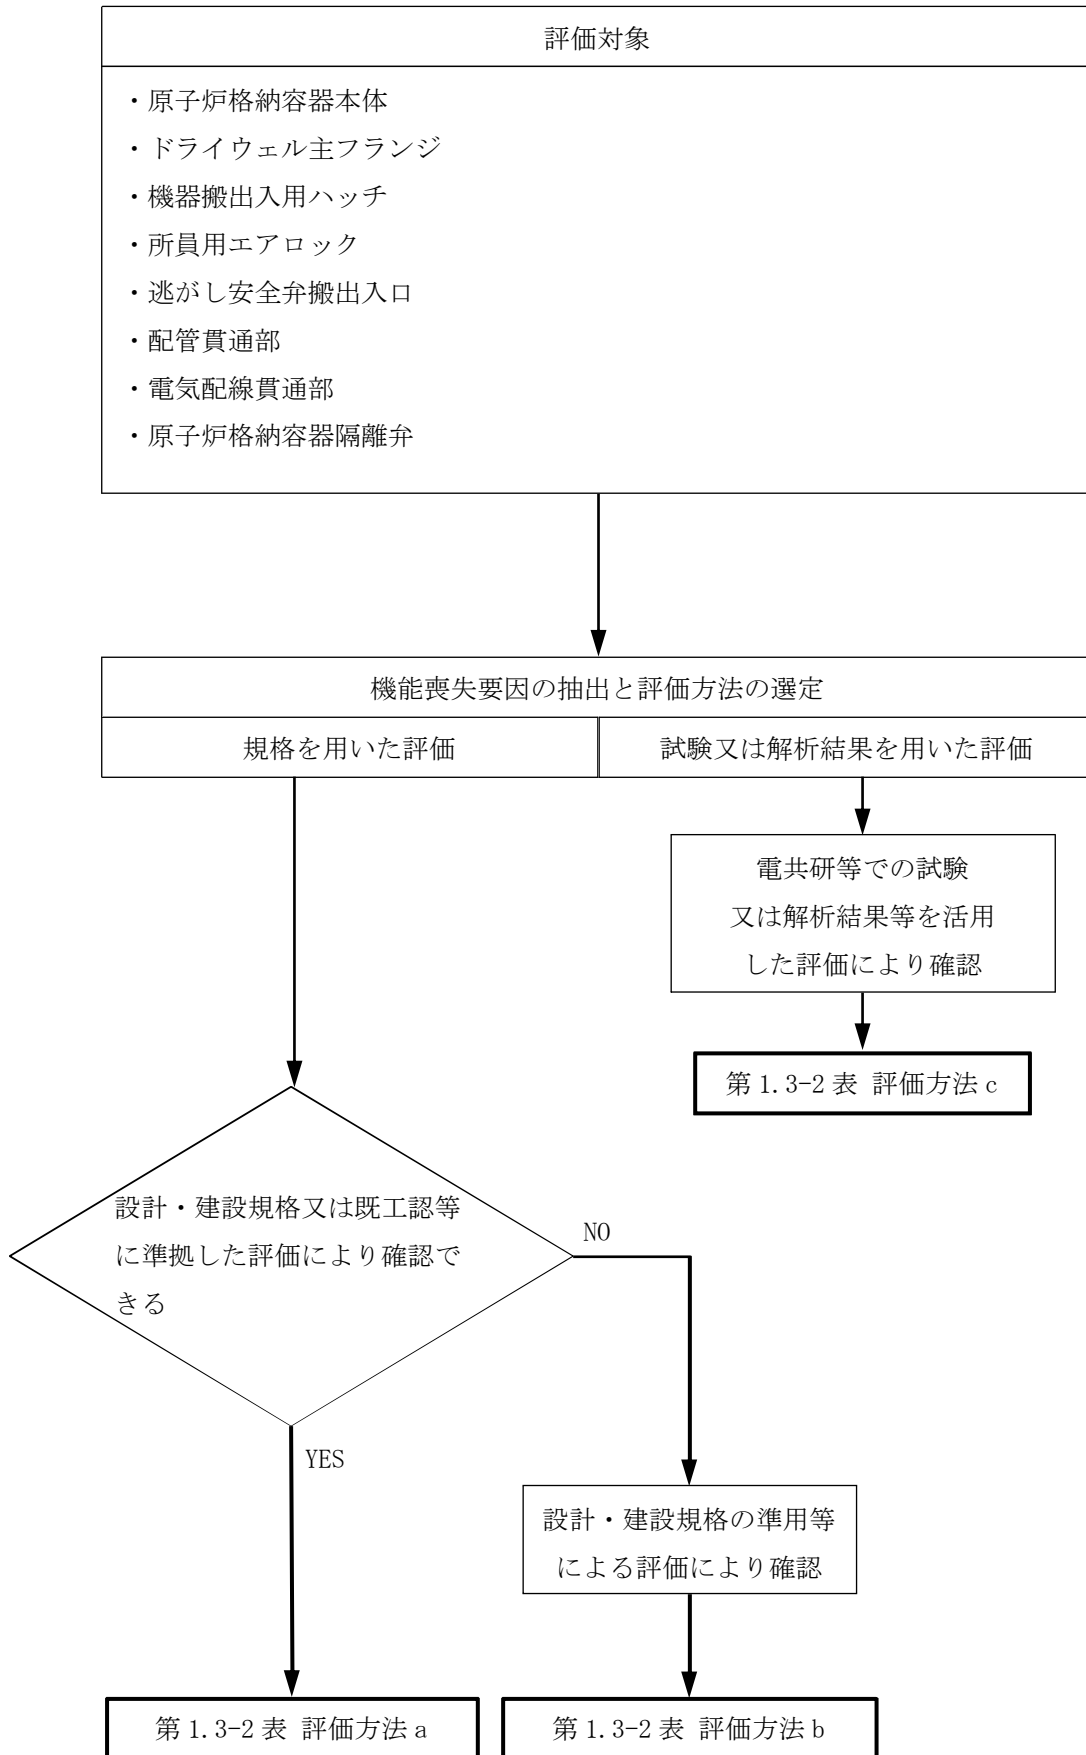 評価対象
・原子炉格納容器本体
・ドライウェル主フランジ
・機器搬出入用ハッチ
・所員用エアロック
・逃がし安全弁搬出入口
・配管貫通部
・電気配線貫通部
・原子炉格納容器隔離弁
機能喪失要因の抽出と評価方法の選定
規格を用いた評価
試験又は解析結果を用いた評価
電共研等での試験
又は解析結果等を活用
した評価により確認
第 1.3-2 表 評価方法 c
設計・建設規格又は既工認等
に準拠した評価により確認で
きる
NO
YES
設計・建設規格の準用等
による評価により確認
第 1.3-2 表 評価方法 a
第 1.3-2 表 評価方法 b